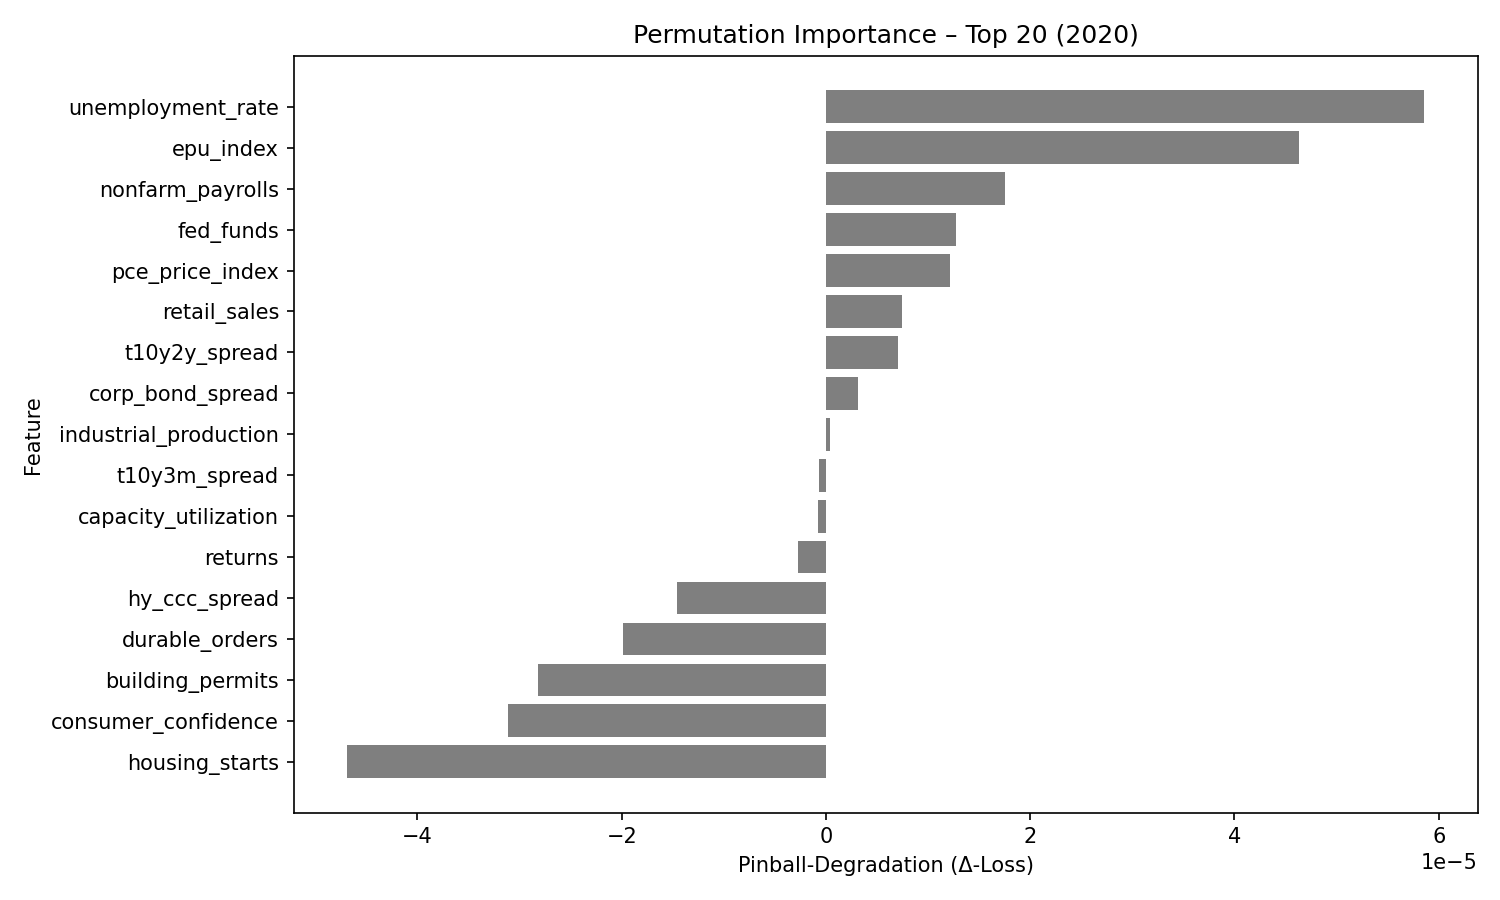 Permutation Importance – Top 20 (2020)
unemployment_rate
epu_index
nonfarm_payrolls
fed_funds
pce_price_index
retail_sales
t10y2y_spread
corp_bond_spread
industrial_production
t10y3m_spread
capacity_utilization
returns
hy_ccc_spread
durable_orders
building_permits
consumer_confidence
housing_starts
Feature
−4 −2 0 2 4 6
1e−5
Pinball-Degradation (Δ-Loss)